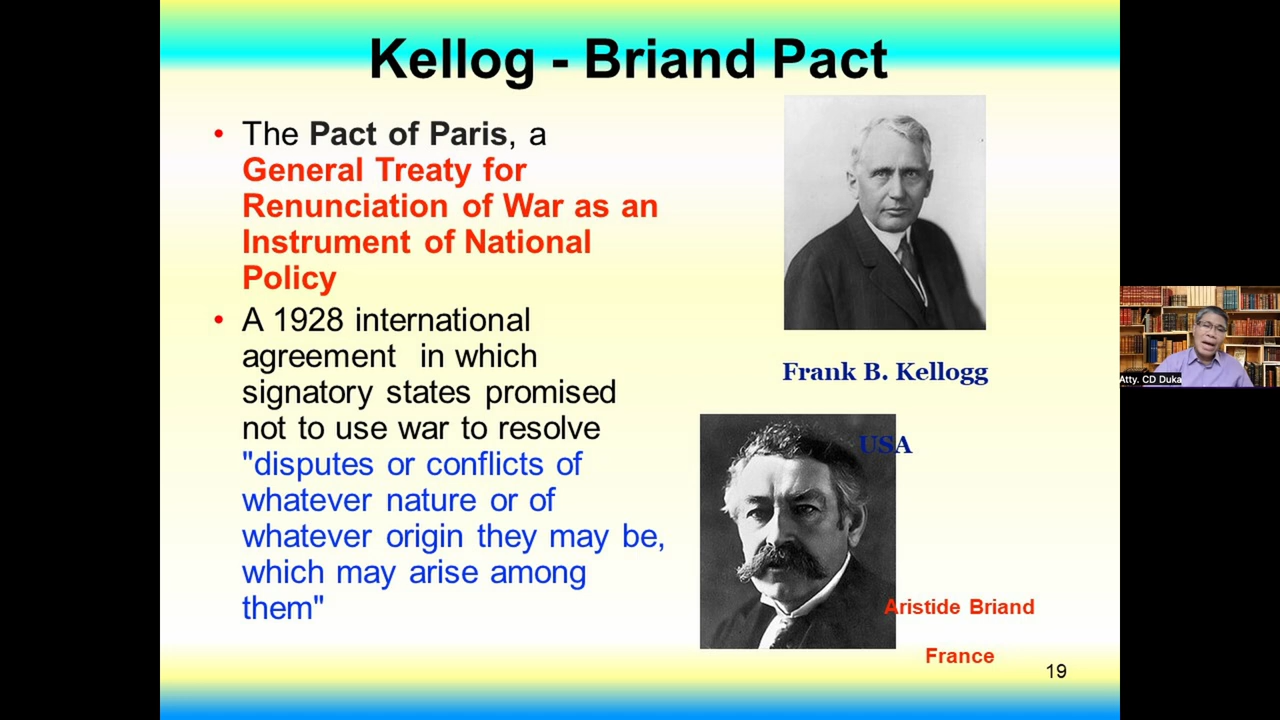 Kellog - Briand Pact
• The Pact of Paris, a
General Treaty for
Renunciation of War as an
Instrument of National
Policy
• A 1928 international
agreement in which
signatory states promised
not to use war to resolve
"disputes or conflicts of
whatever nature or of
whatever origin they may be,
which may arise among
them"
Frank B. Kellogg
USA
Aristide Briand
France
19
Atty. CD Duka